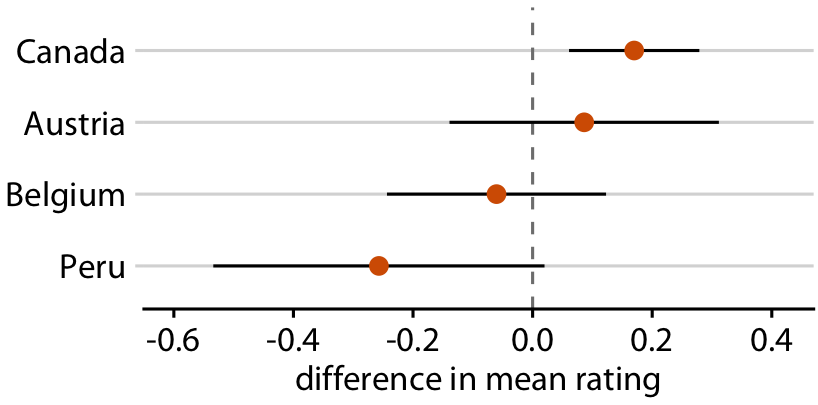 Canada
Austria
Belgium
Peru
-0.6 -0.4 -0.2 0.0 0.2 0.4
difference in mean rating